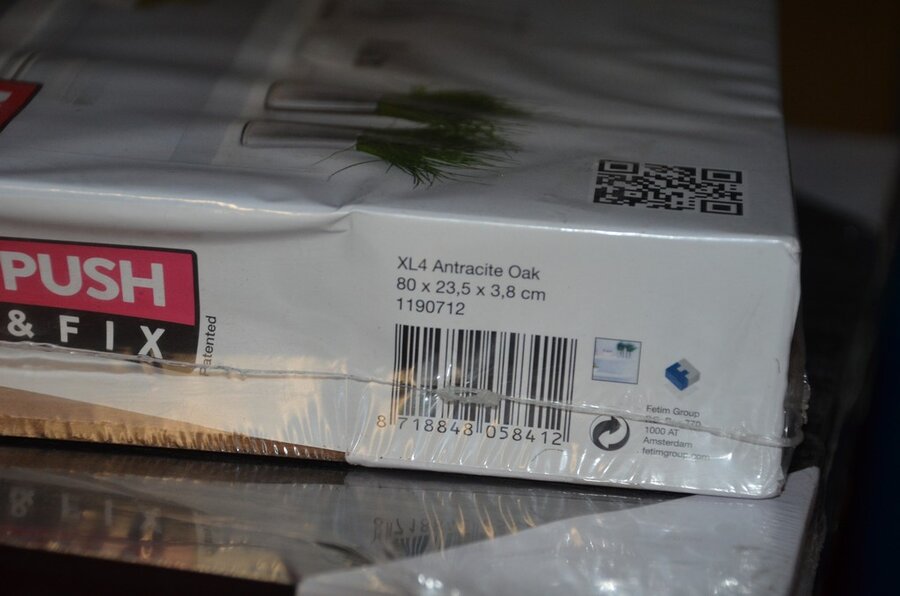 XL4 Antracite Oak
80 x 23,5 x 3,8 cm
1190712
PUSH
& FIX
8 718848 058412
Fetim Group
1000 AT
Amsterdam
fetimgroup.com